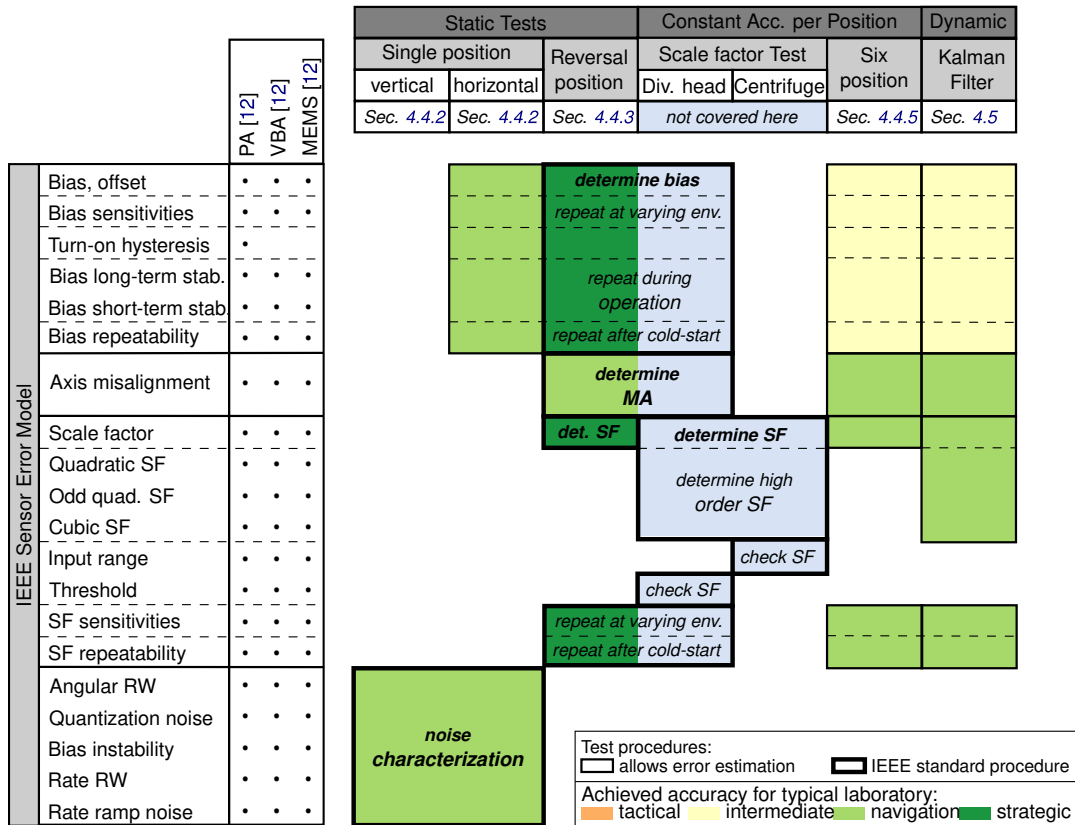 Static Tests
Constant Acc. per Position
Dynamic
Single position
Reversal position
Scale factor Test
Six position
Kalman Filter
vertical
horizontal
Div. head
Centrifuge
Sec. 4.4.2
Sec. 4.4.2
Sec. 4.4.3
not covered here
Sec. 4.4.5
Sec. 4.5
PA [12]
VBA [12]
MEMS [12]
IEEE Sensor Error Model
Bias, offset • • •
determine bias
Bias sensitivities • • •
repeat at varying env.
Turn-on hysteresis •
Bias long-term stab. • • •
repeat during
Bias short-term stab. • • •
operation
Bias repeatability • • •
repeat after cold-start
Axis misalignment • • •
determine
MA
Scale factor • • •
det. SF
determine SF
Quadratic SF • • •
determine high
Odd quad. SF • • •
order SF
Cubic SF • • •
Input range • • •
check SF
Threshold • • •
check SF
SF sensitivities • • •
repeat at varying env.
SF repeatability • • •
repeat after cold-start
Angular RW • • •
Quantization noise • • •
noise
characterization
Bias instability • • •
Rate RW • • •
Rate ramp noise • • •
Test procedures:
allows error estimation
IEEE standard procedure
Achieved accuracy for typical laboratory:
tactical
intermediate
navigation
strategic